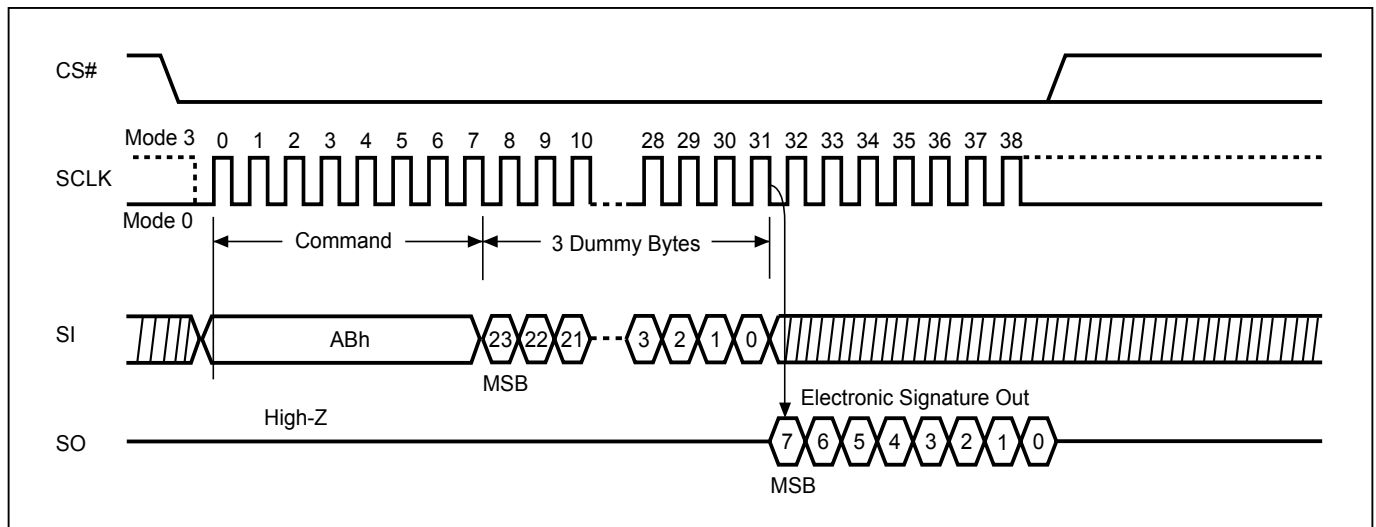 CS#
Mode 3 0 1 2 3 4 5 6 7 8 9 10 28 29 30 31 32 33 34 35 36 37 38
SCLK
Mode 0
Command 3 Dummy Bytes
SI ABh 23 22 21 3 2 1 0
MSB
Electronic Signature Out
High-Z
SO 7 6 5 4 3 2 1 0
MSB